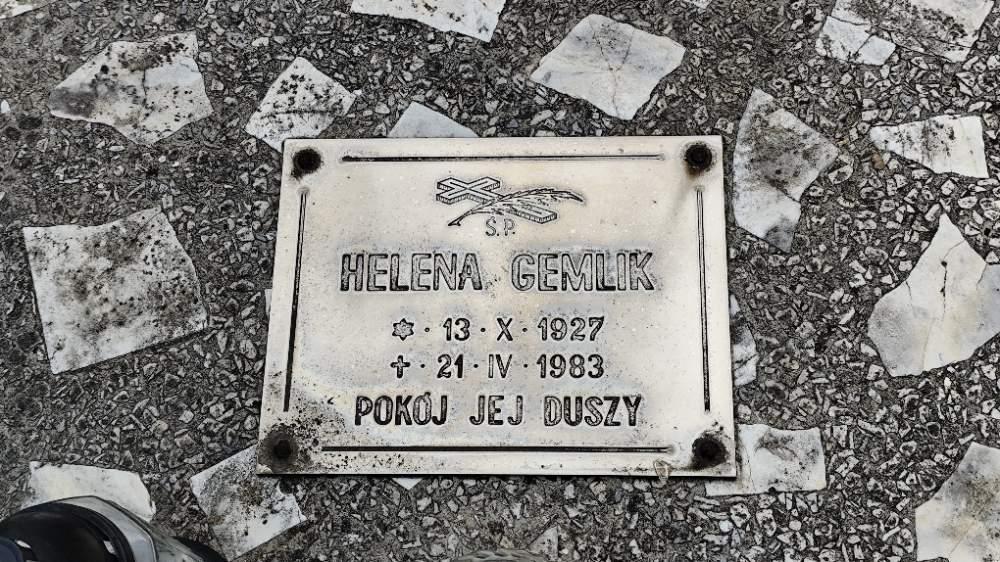 Ś.P.
HELENA GEMLIK
✡ · 13 · X · 1927
✝ · 21 · IV · 1983
POKÓJ JEJ DUSZY